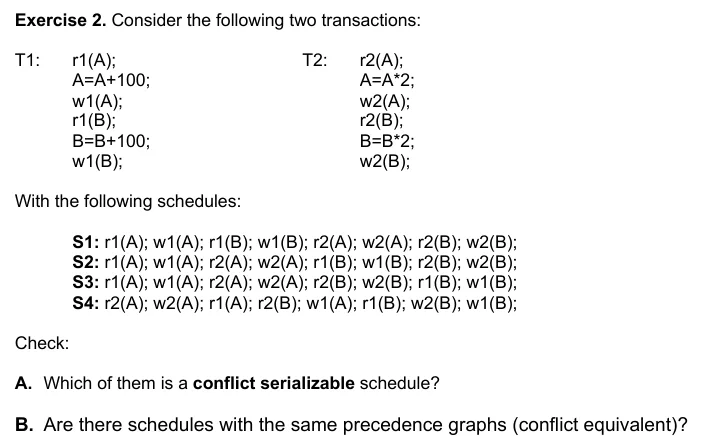 Exercise 2. Consider the following two transactions:
T1: r1(A); T2: r2(A);
A=A+100; A=A*2;
w1(A); w2(A);
r1(B); r2(B);
B=B+100; B=B*2;
w1(B); w2(B);
With the following schedules:
S1: r1(A); w1(A); r1(B); w1(B); r2(A); w2(A); r2(B); w2(B);
S2: r1(A); w1(A); r2(A); w2(A); r1(B); w1(B); r2(B); w2(B);
S3: r1(A); w1(A); r2(A); w2(A); r2(B); w2(B); r1(B); w1(B);
S4: r2(A); w2(A); r1(A); r2(B); w1(A); r1(B); w2(B); w1(B);
Check:
A. Which of them is a conflict serializable schedule?
B. Are there schedules with the same precedence graphs (conflict equivalent)?